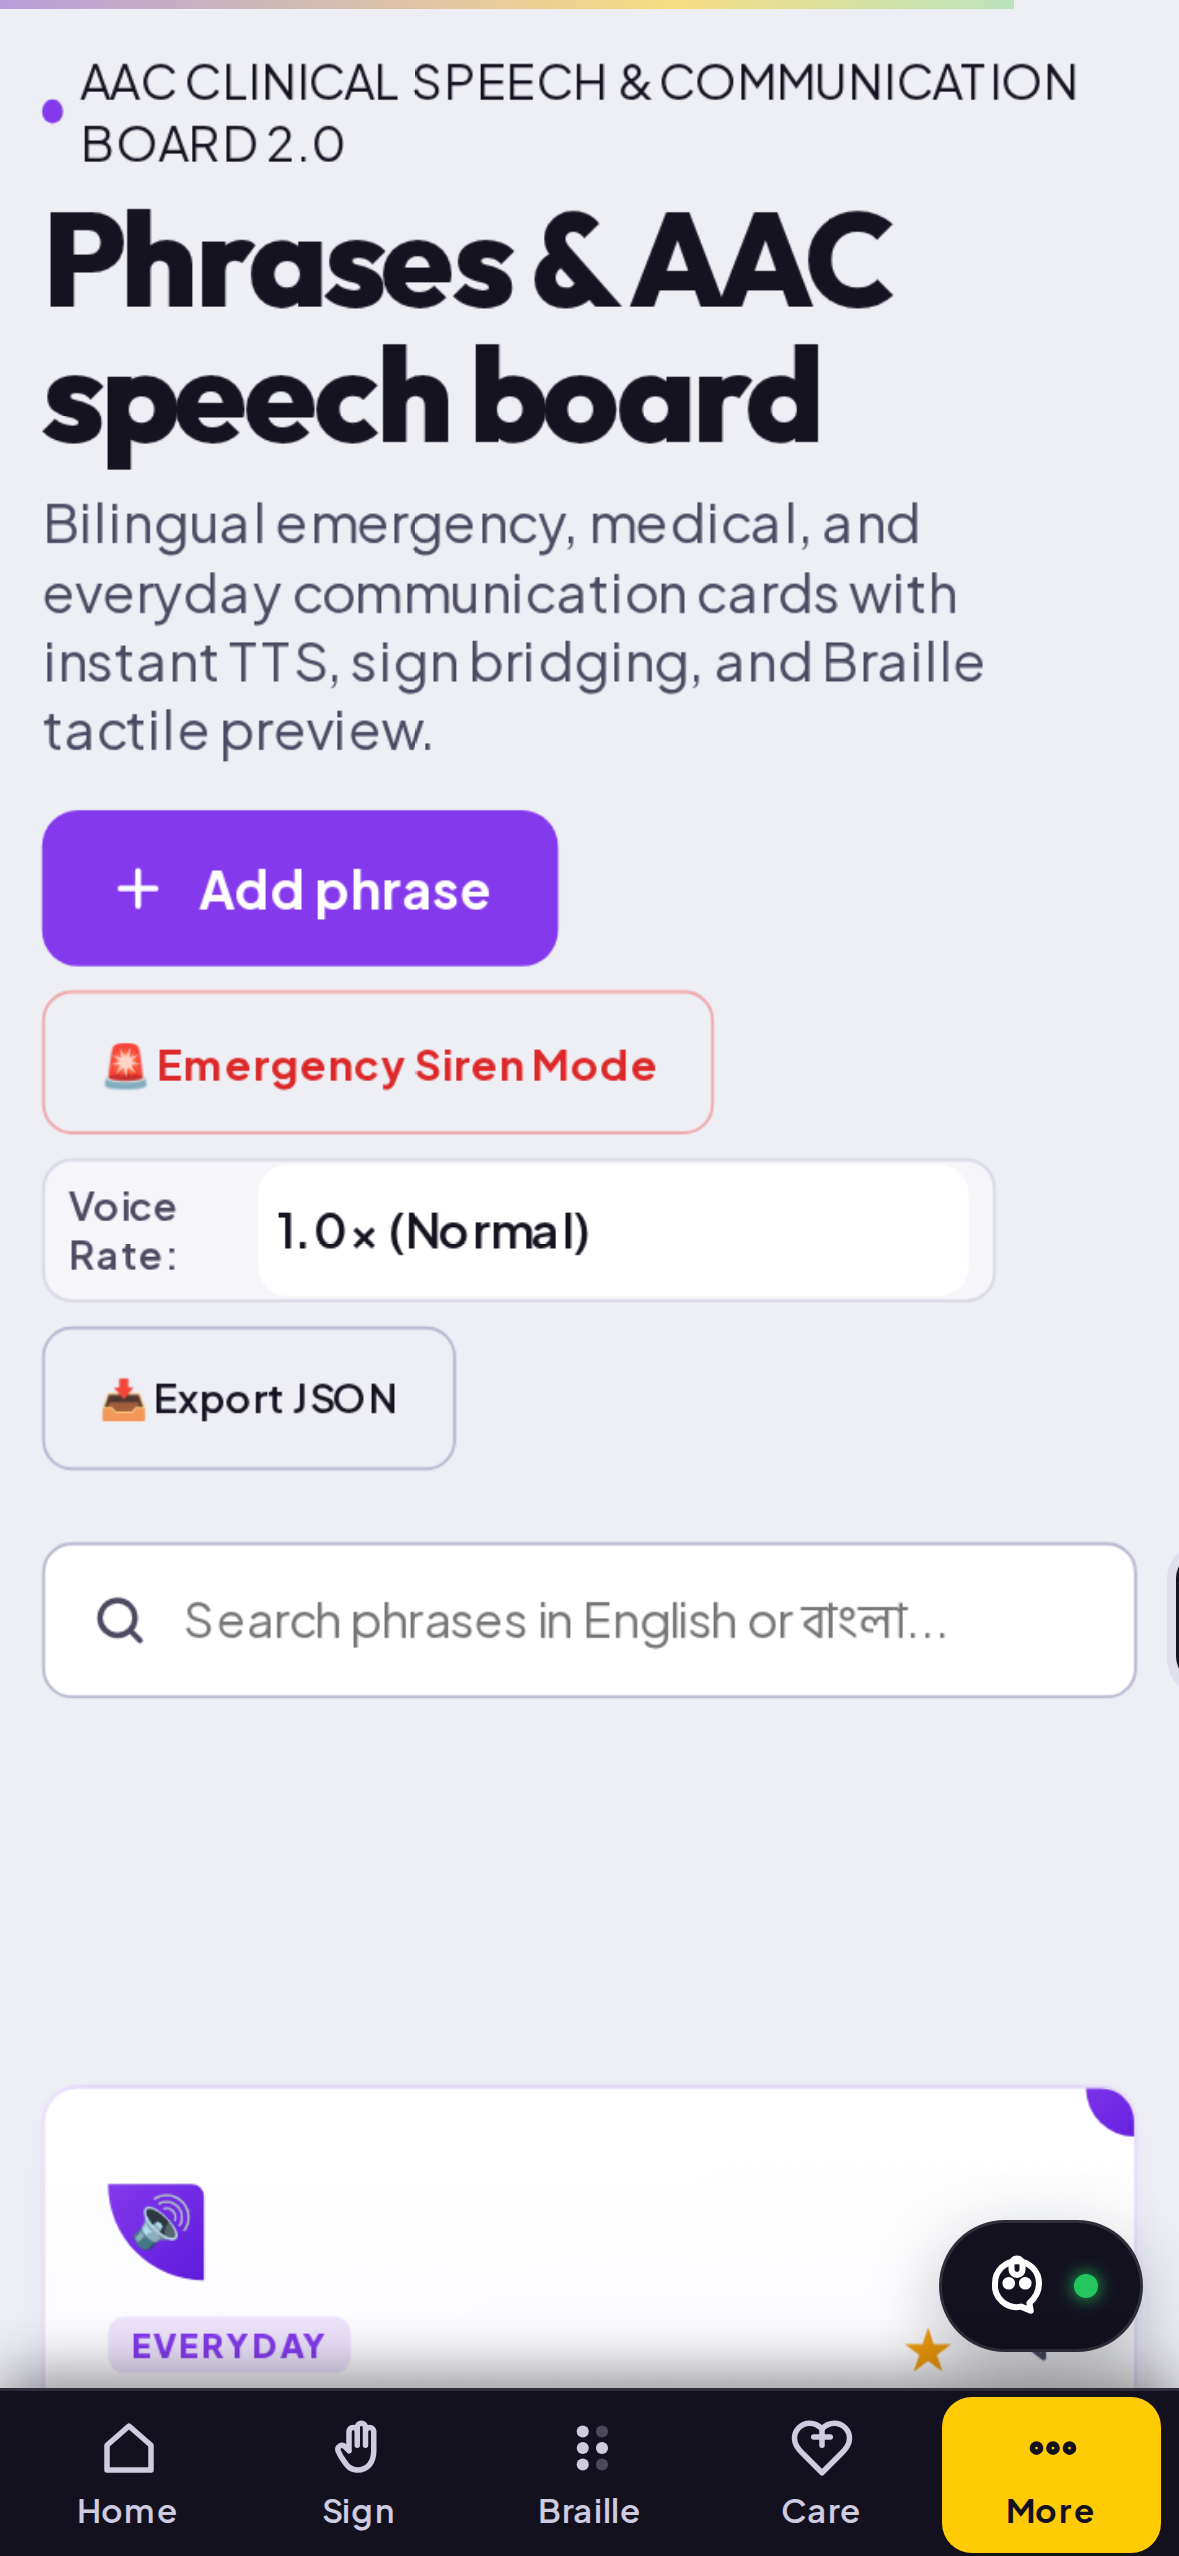 AAC CLINICAL SPEECH & COMMUNICATION
BOARD 2.0
Phrases & AAC
speech board
Bilingual emergency, medical, and
everyday communication cards with
instant TTS, sign bridging, and Braille
tactile preview.
Add phrase
Emergency Siren Mode
Voice
Rate:
1.0× (Normal)
Export JSON
Search phrases in English or বাংলা...
EVERYDAY
Home
Sign
Braille
Care
More